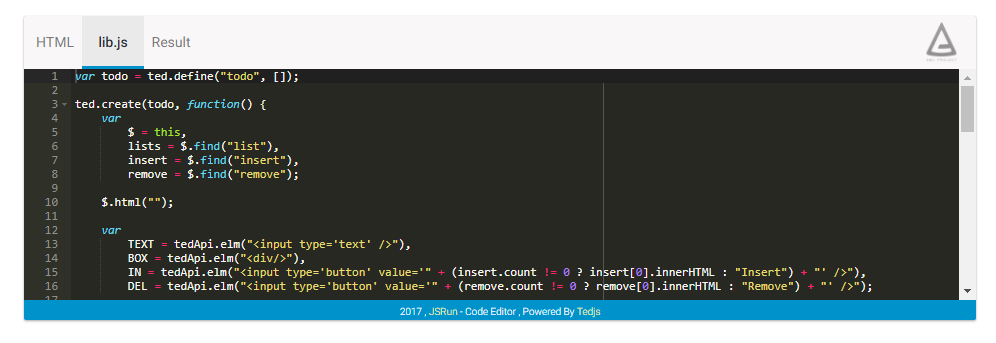 HTML lib.js Result
1 var todo = ted.define("todo", []);
2
3 ted.create(todo, function() {
4 var
5 $ = this,
6 lists = $.find("list"),
7 insert = $.find("insert"),
8 remove = $.find("remove");
9
10 $.html("");
11
12 var
13 TEXT = tedApi.elm("<input type='text' />"),
14 BOX = tedApi.elm("<div/>"),
15 IN = tedApi.elm("<input type='button' value='" + (insert.count != 0 ? insert[0].innerHTML : "Insert") + "' />"),
16 DEL = tedApi.elm("<input type='button' value='" + (remove.count != 0 ? remove[0].innerHTML : "Remove") + "' />");
17
2017 , JSRun - Code Editor , Powered By Tedjs